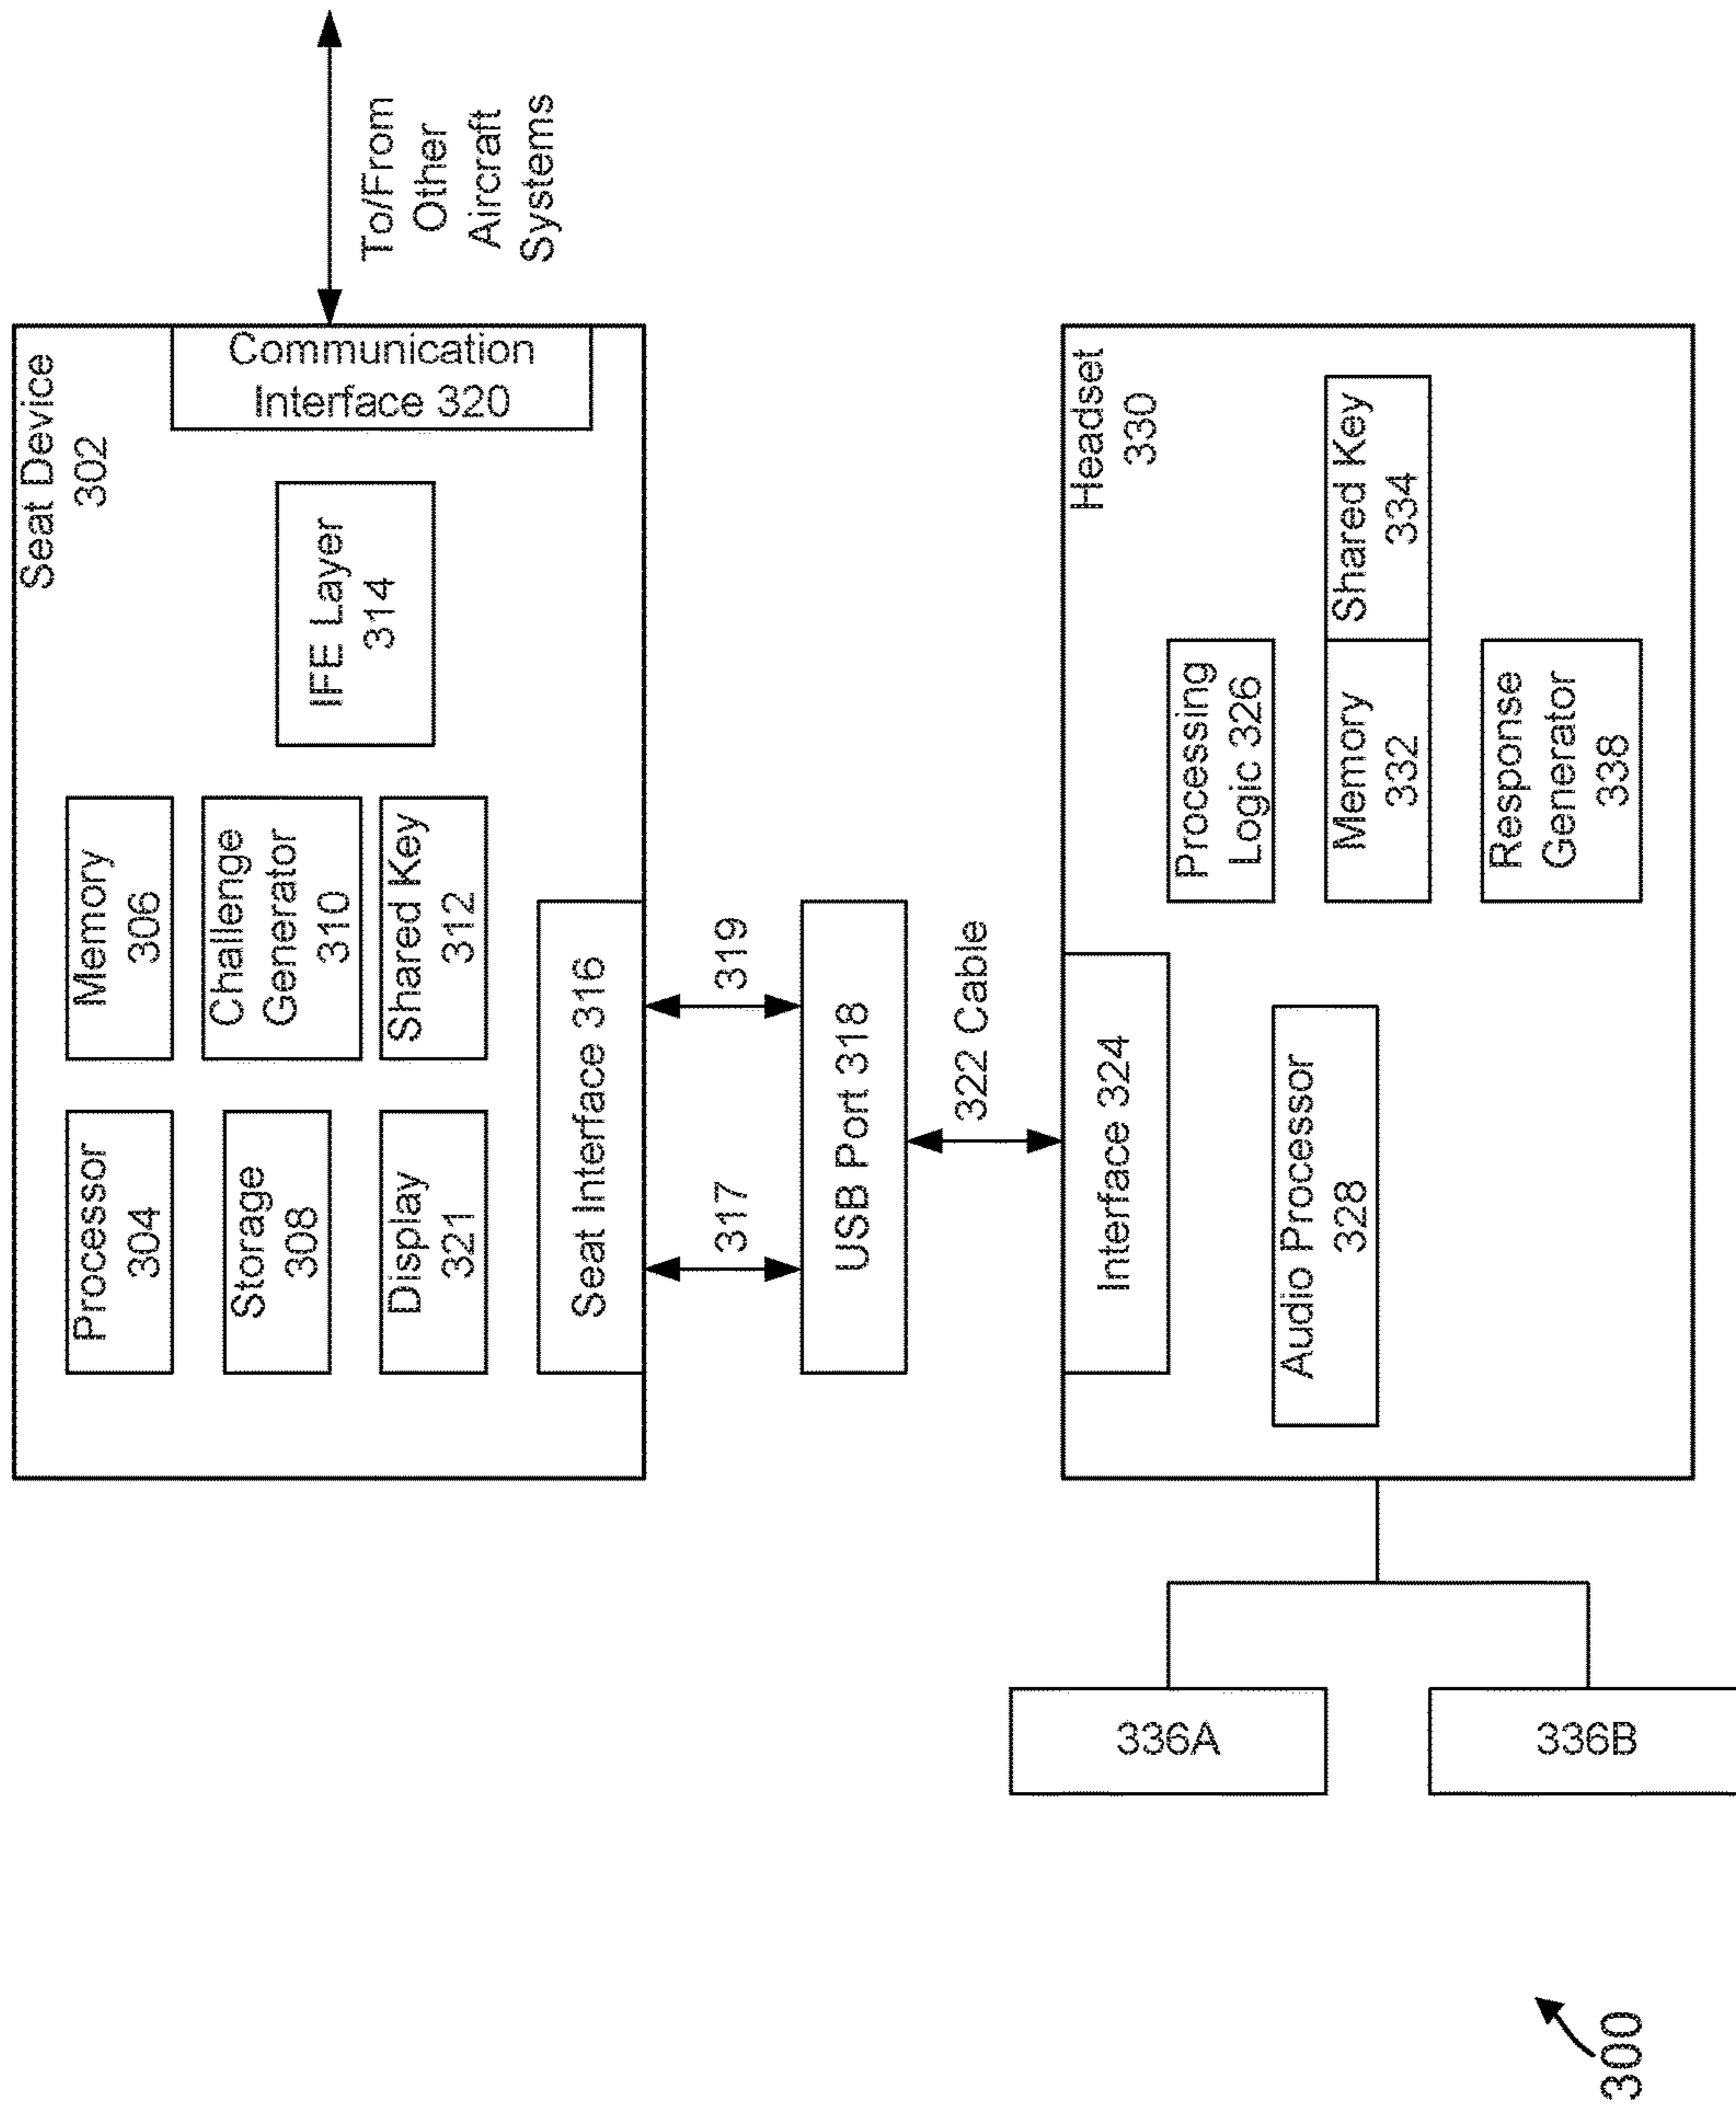 Seat Device
302
Processor
304
Memory
306
Storage
308
Challenge
Generator
310
Display
321
Shared Key
312
IFE Layer
314
Communication
Interface 320
To/From
Other
Aircraft
Systems
Seat Interface 316
317
319
USB Port 318
322 Cable
Headset
330
Interface 324
Processing
Logic 326
Audio Processor
328
Memory
332
Shared Key
334
Response
Generator
338
336A
336B
300